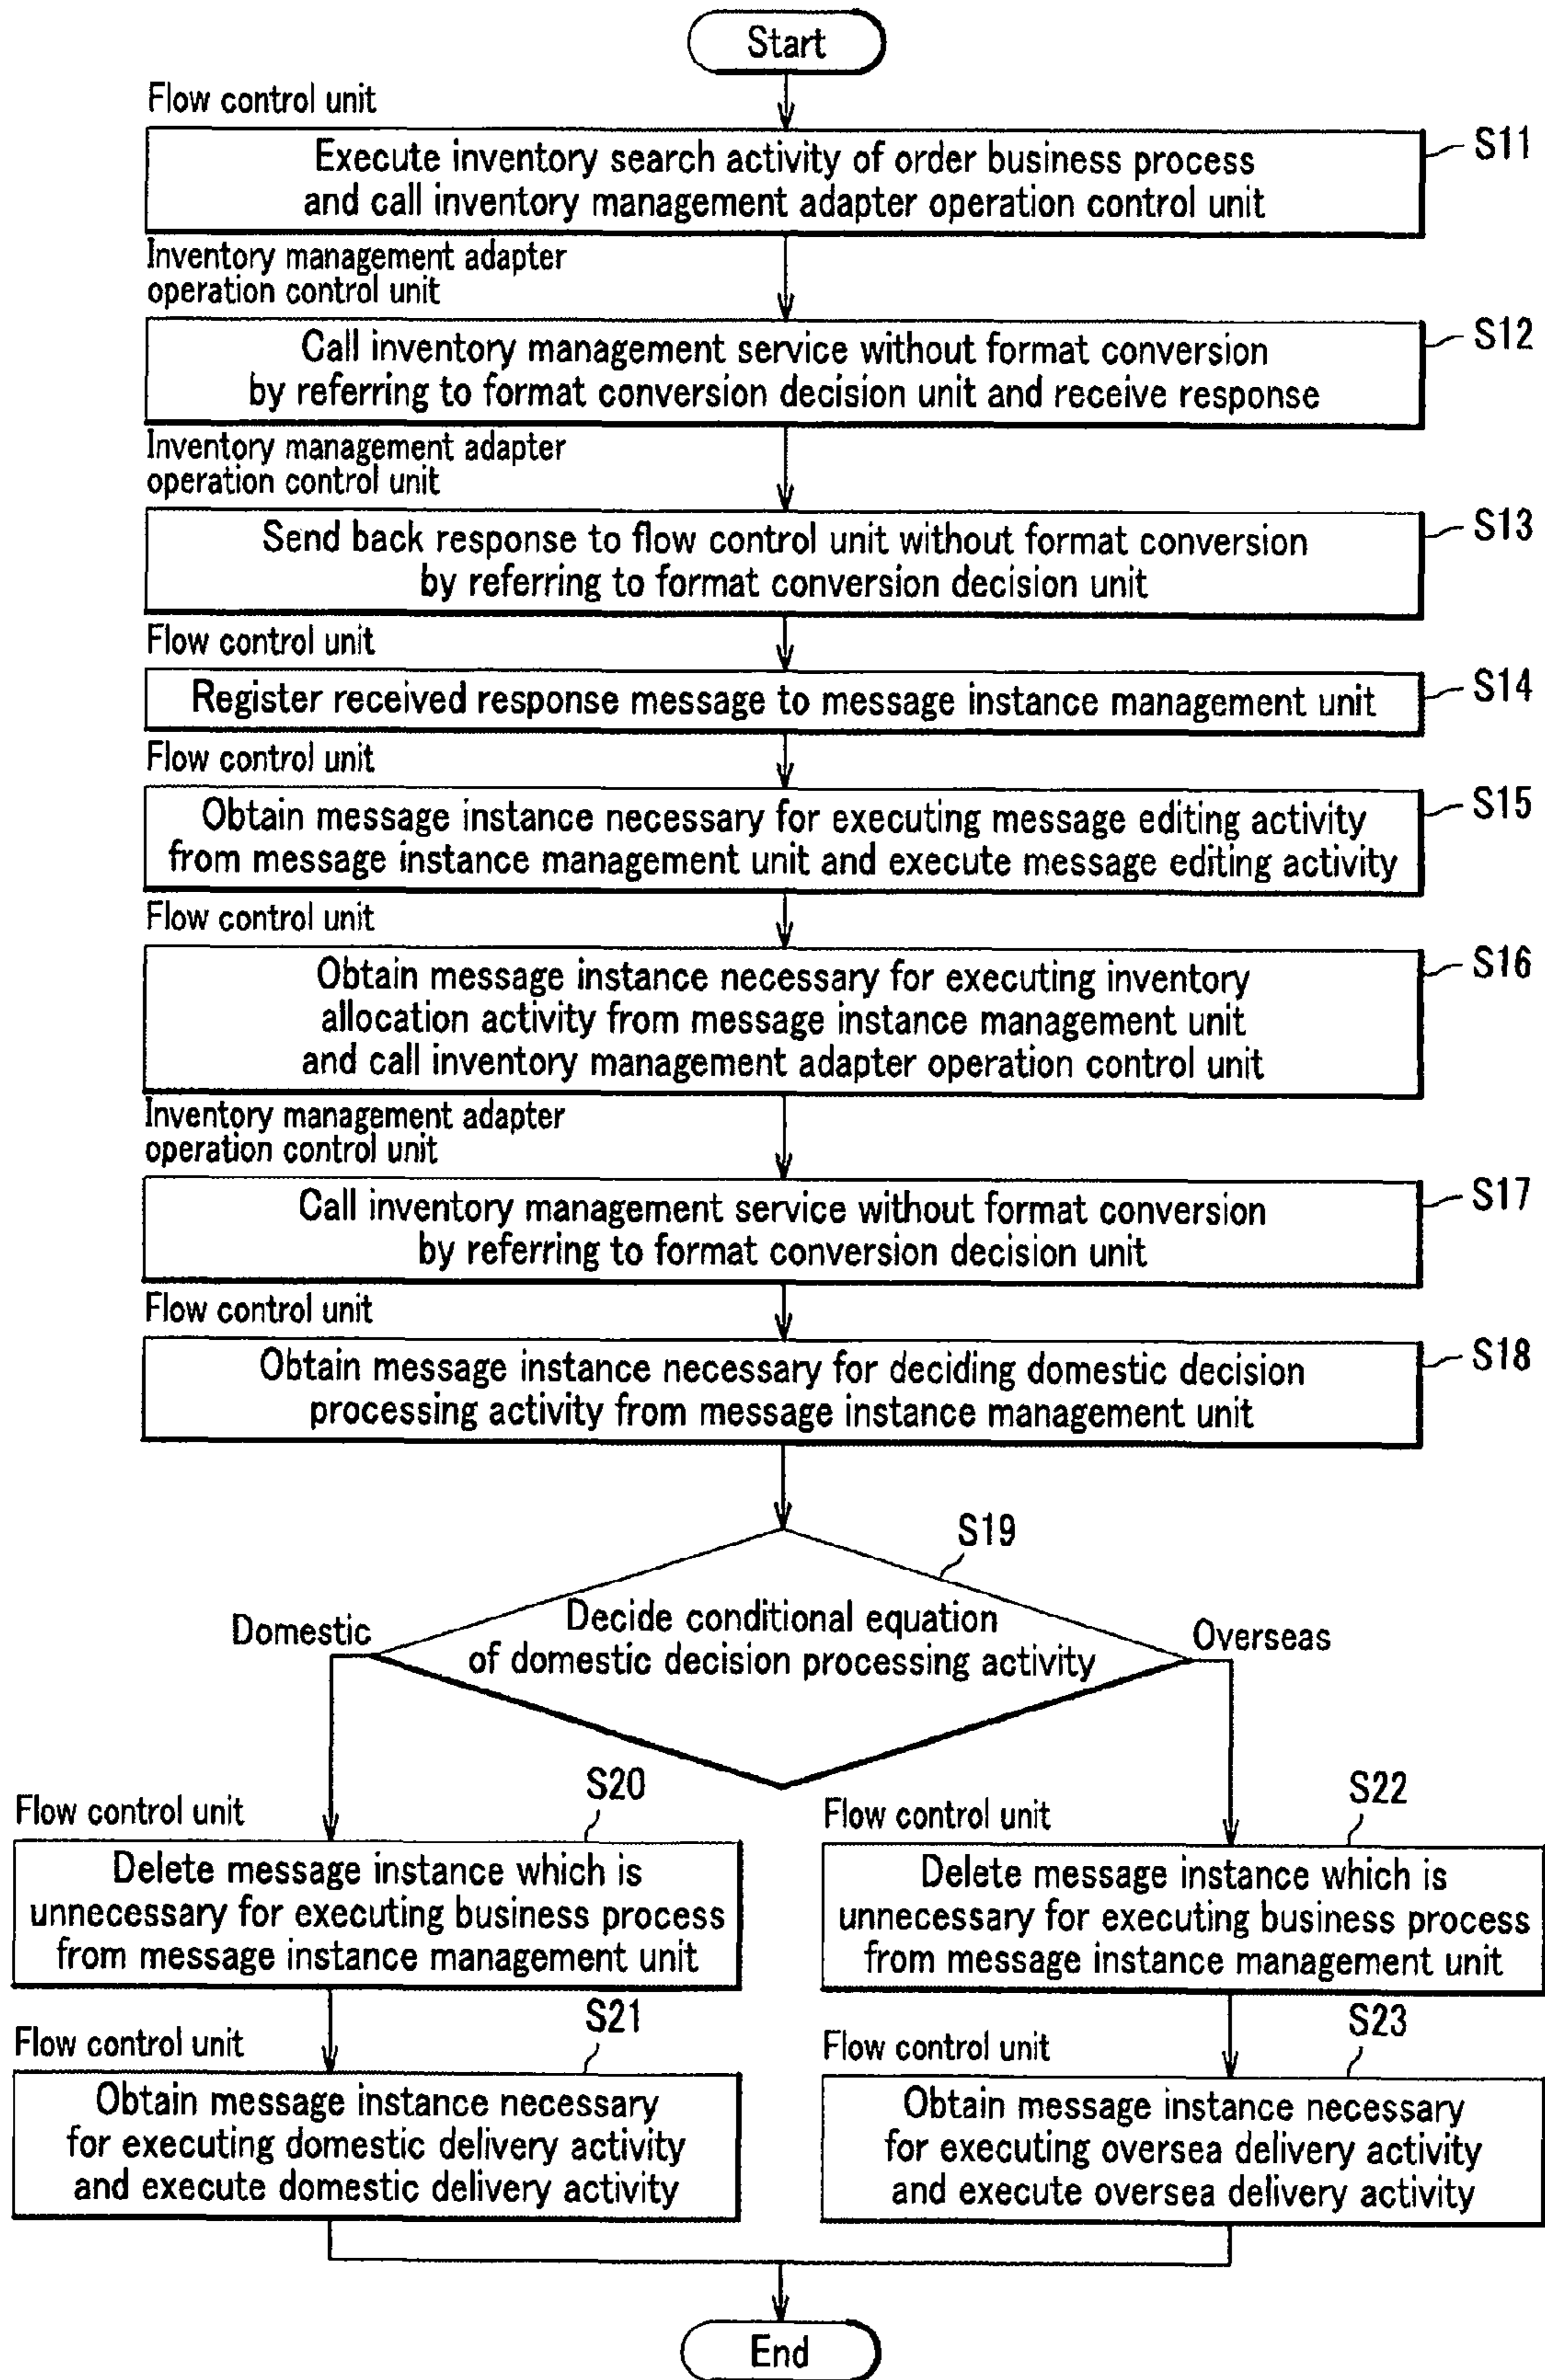 Start
Flow control unit
S11
Execute inventory search activity of order business process
and call inventory management adapter operation control unit
Inventory management adapter
operation control unit
S12
Call inventory management service without format conversion
by referring to format conversion decision unit and receive response
Inventory management adapter
operation control unit
S13
Send back response to flow control unit without format conversion
by referring to format conversion decision unit
Flow control unit
S14
Register received response message to message instance management unit
Flow control unit
S15
Obtain message instance necessary for executing message editing activity
from message instance management unit and execute message editing activity
Flow control unit
S16
Obtain message instance necessary for executing inventory
allocation activity from message instance management unit
and call inventory management adapter operation control unit
Inventory management adapter
operation control unit
S17
Call inventory management service without format conversion
by referring to format conversion decision unit
Flow control unit
S18
Obtain message instance necessary for deciding domestic decision
processing activity from message instance management unit
S19
Decide conditional equation
of domestic decision processing activity
Domestic
Overseas
Flow control unit
S20
Delete message instance which is
unnecessary for executing business process
from message instance management unit
Flow control unit
S21
Obtain message instance necessary
for executing domestic delivery activity
and execute domestic delivery activity
Flow control unit
S22
Delete message instance which is
unnecessary for executing business process
from message instance management unit
Flow control unit
S23
Obtain message instance necessary
for executing oversea delivery activity
and execute oversea delivery activity
End